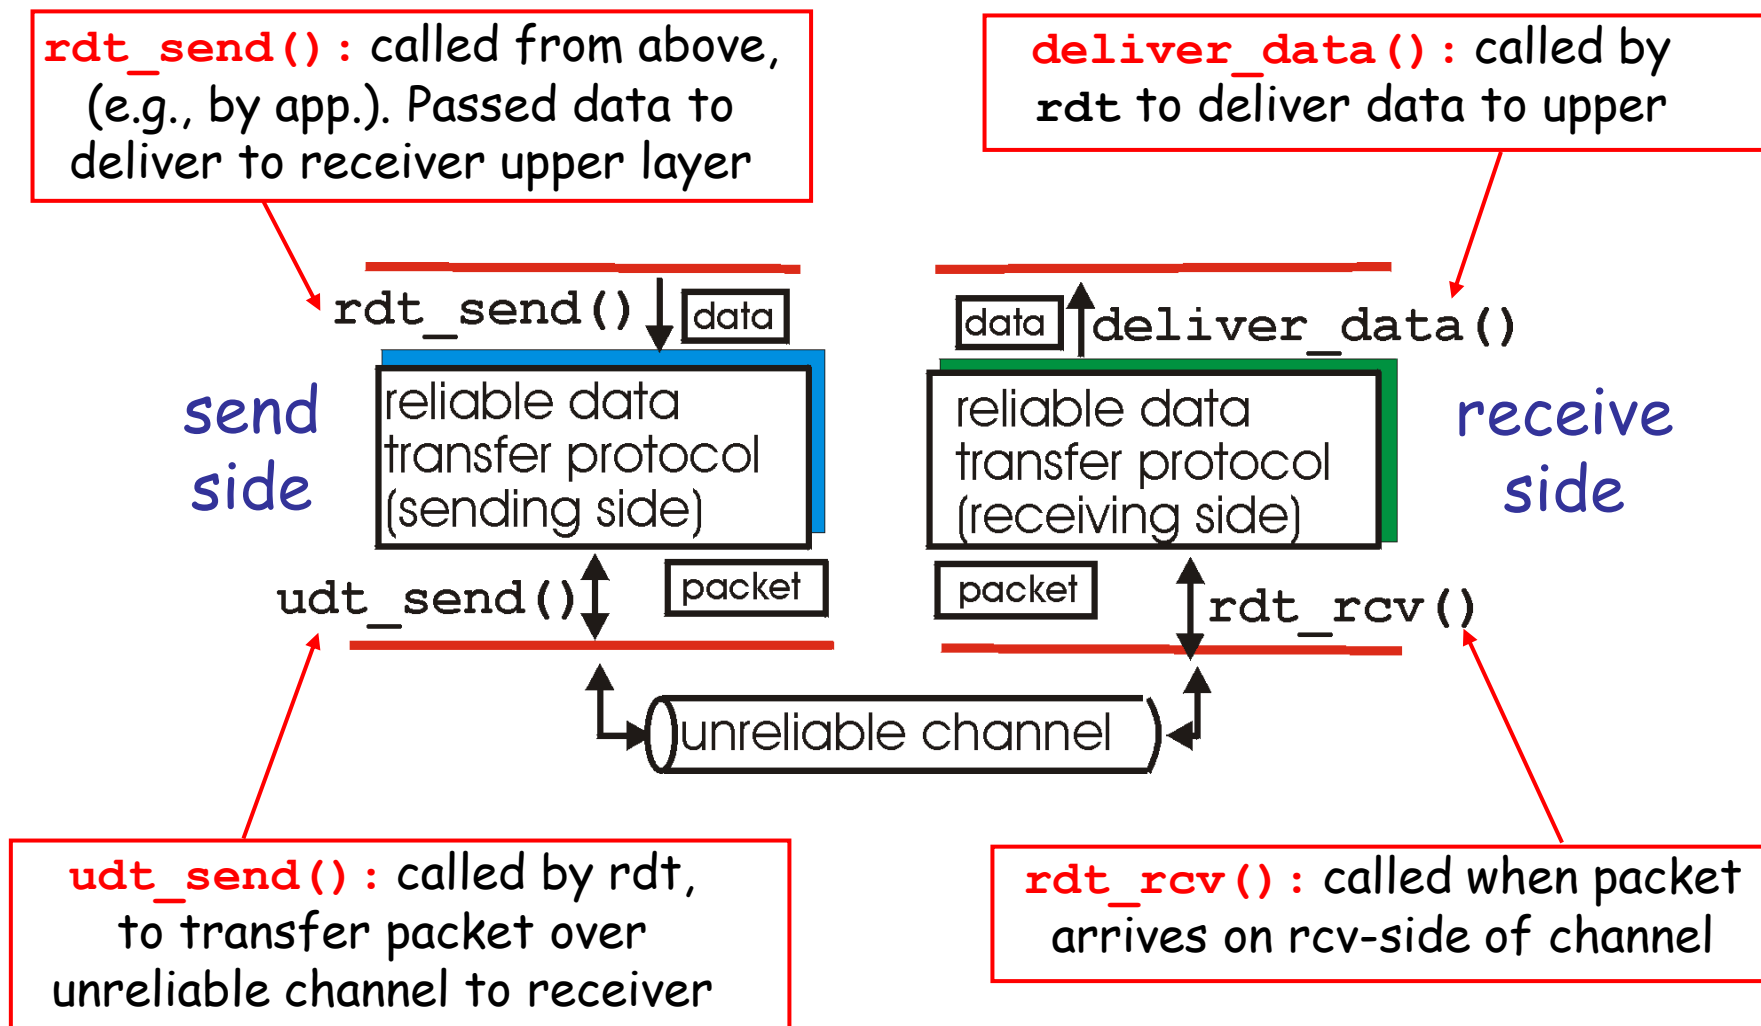 rdt_send(): called from above,
(e.g., by app.). Passed data to
deliver to receiver upper layer
deliver_data(): called by
rdt to deliver data to upper
rdt_send()
data
data
deliver_data()
send
side
reliable data
transfer protocol
(sending side)
reliable data
transfer protocol
(receiving side)
receive
side
udt_send()
packet
packet
rdt_rcv()
unreliable channel
udt_send(): called by rdt,
to transfer packet over
unreliable channel to receiver
rdt_rcv(): called when packet
arrives on rcv-side of channel